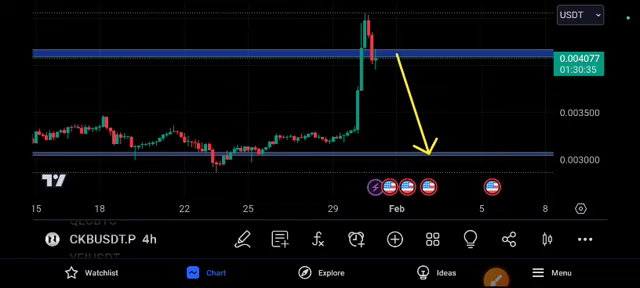 USDT
0.004077
01:30:35
0.003500
0.003000
15 18 22 25 29 Feb 5 8
CKBUSDT.P 4h
Watchlist Chart Explore Ideas Menu